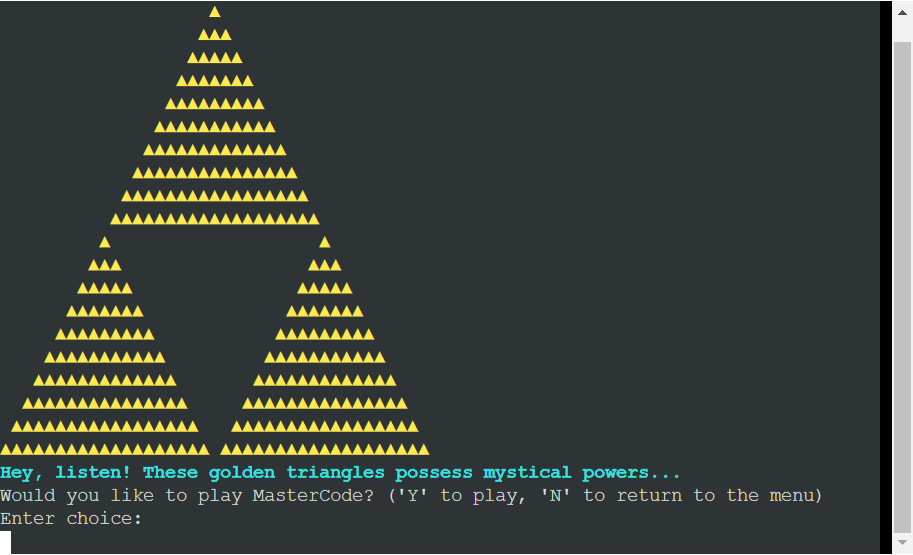 Hey, listen! These golden triangles possess mystical powers...
Would you like to play MasterCode? ('Y' to play, 'N' to return to the menu)
Enter choice: